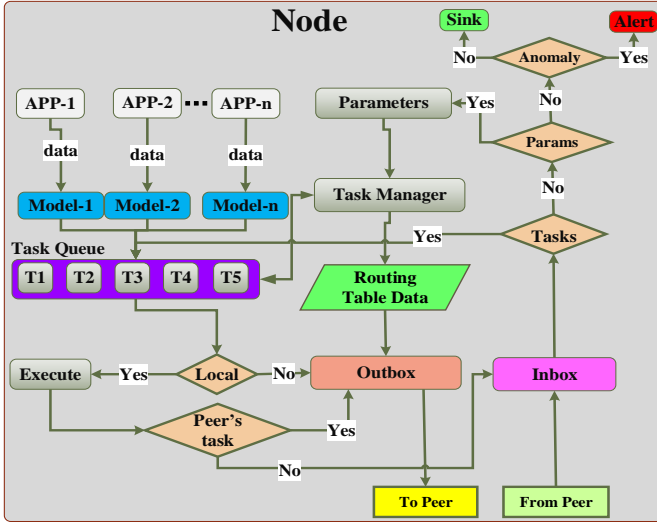 Node
Sink
Alert
No
Anomaly
Yes
APP-1
APP-2
APP-n
Parameters
Yes
No
Params
data
data
data
No
Model-1
Model-2
Model-n
Task Manager
Yes
Tasks
Task Queue
T1
T2
T3
T4
T5
Routing
Table Data
Execute
Yes
Local
No
Outbox
Inbox
Peer's
task
Yes
No
To Peer
From Peer